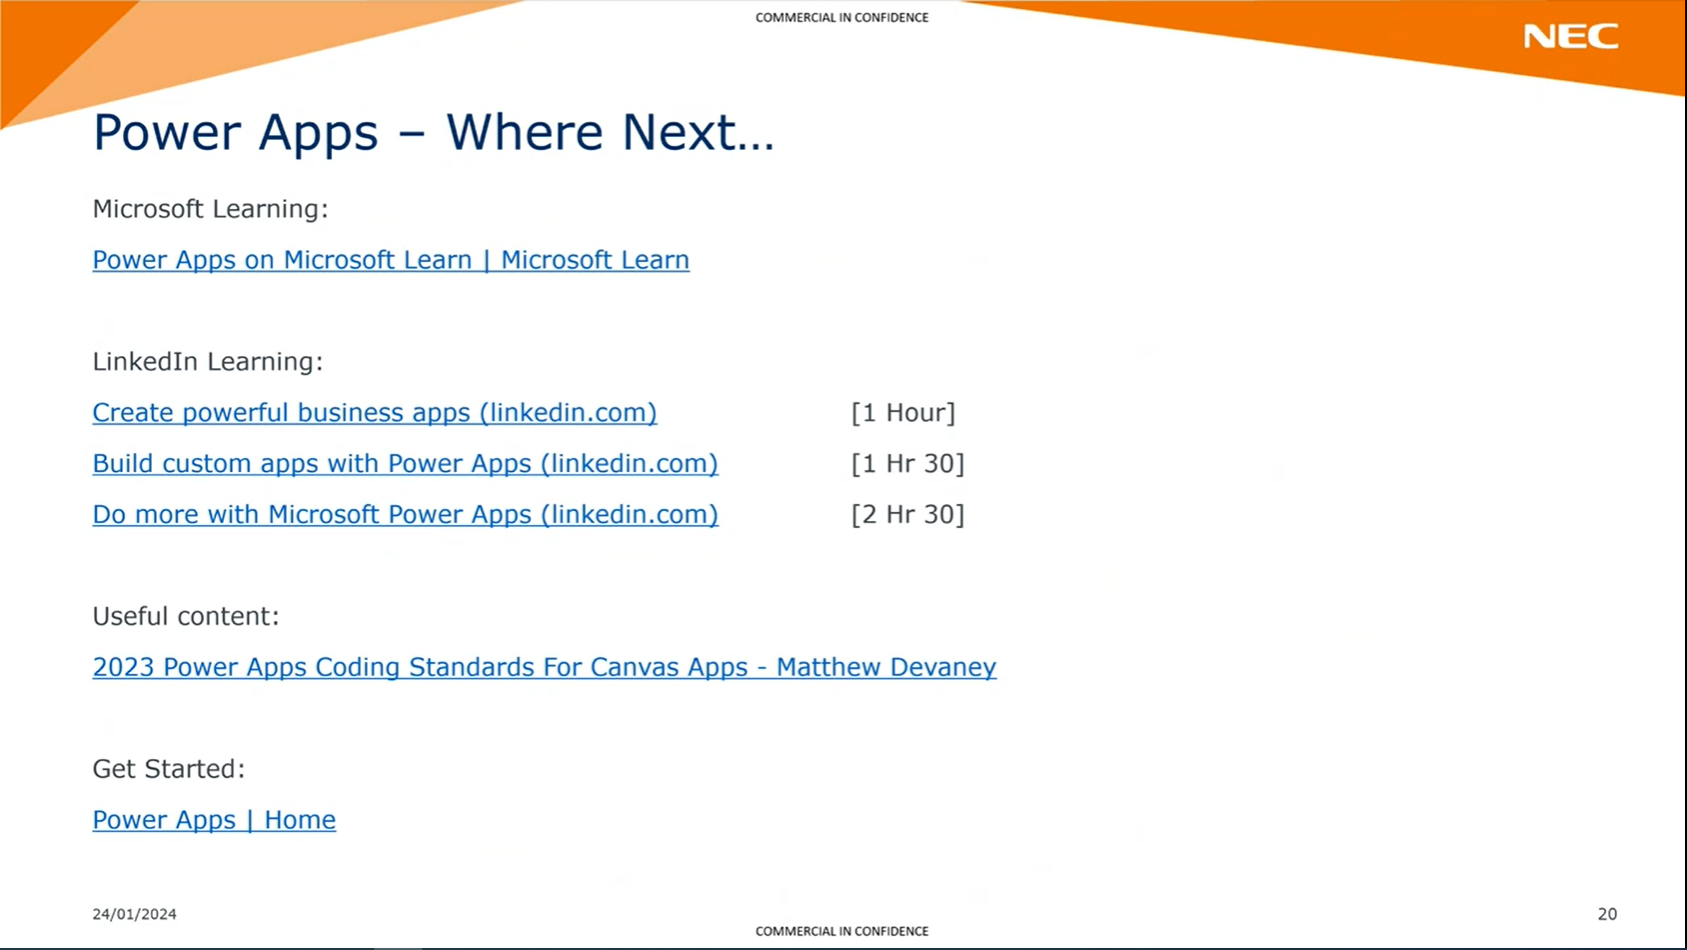 COMMERCIAL IN CONFIDENCE
NEC
Power Apps – Where Next...
Microsoft Learning:
Power Apps on Microsoft Learn | Microsoft Learn
LinkedIn Learning:
Create powerful business apps (linkedin.com) [1 Hour]
Build custom apps with Power Apps (linkedin.com) [1 Hr 30]
Do more with Microsoft Power Apps (linkedin.com) [2 Hr 30]
Useful content:
2023 Power Apps Coding Standards For Canvas Apps - Matthew Devaney
Get Started:
Power Apps | Home
24/01/2024
20
COMMERCIAL IN CONFIDENCE